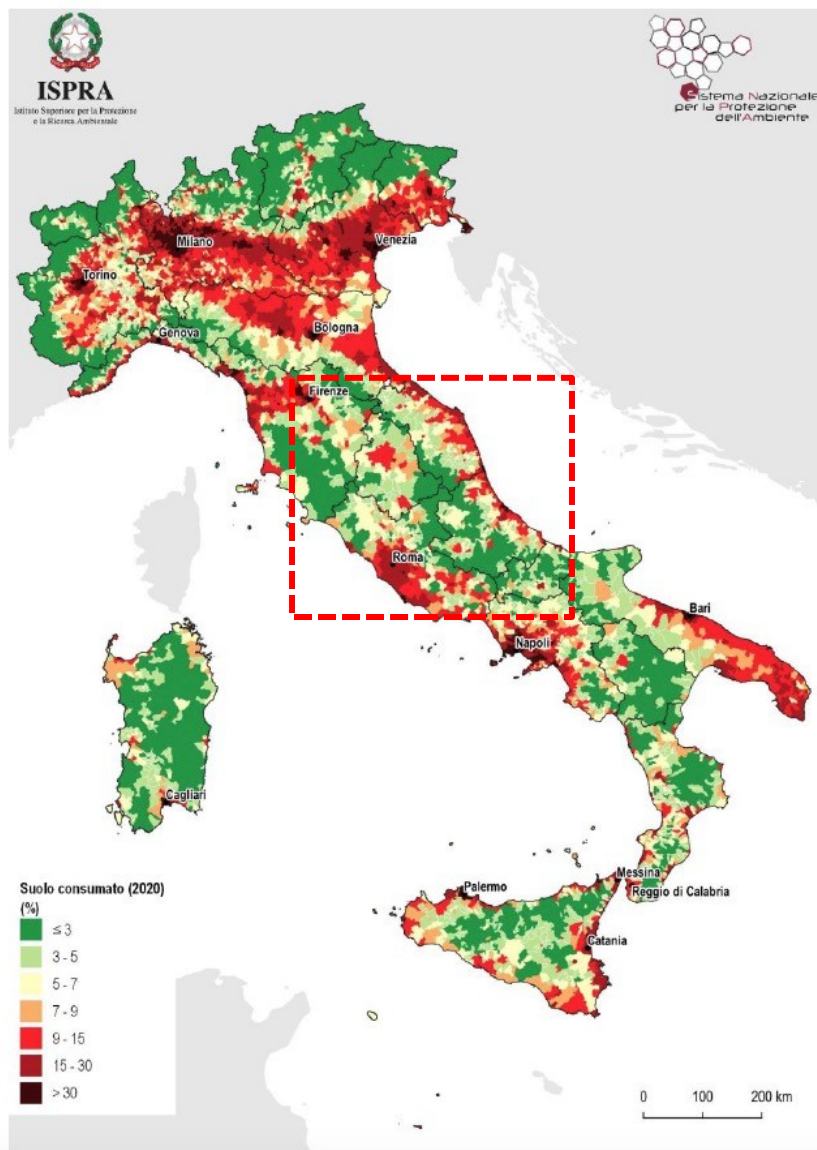 ISPRA
Istituto Superiore per la Protezione
e la Ricerca Ambientale
Sistema Nazionale
per la Protezione
dell'Ambiente
Milano
Venezia
Torino
Bologna
Genova
Firenze
Roma
Bari
Napoli
Cagliari
Messina
Palermo
Reggio di Calabria
Catania
Suolo consumato (2020)
(%)
≤ 3
3 - 5
5 - 7
7 - 9
9 - 15
15 - 30
> 30
0 100 200 km